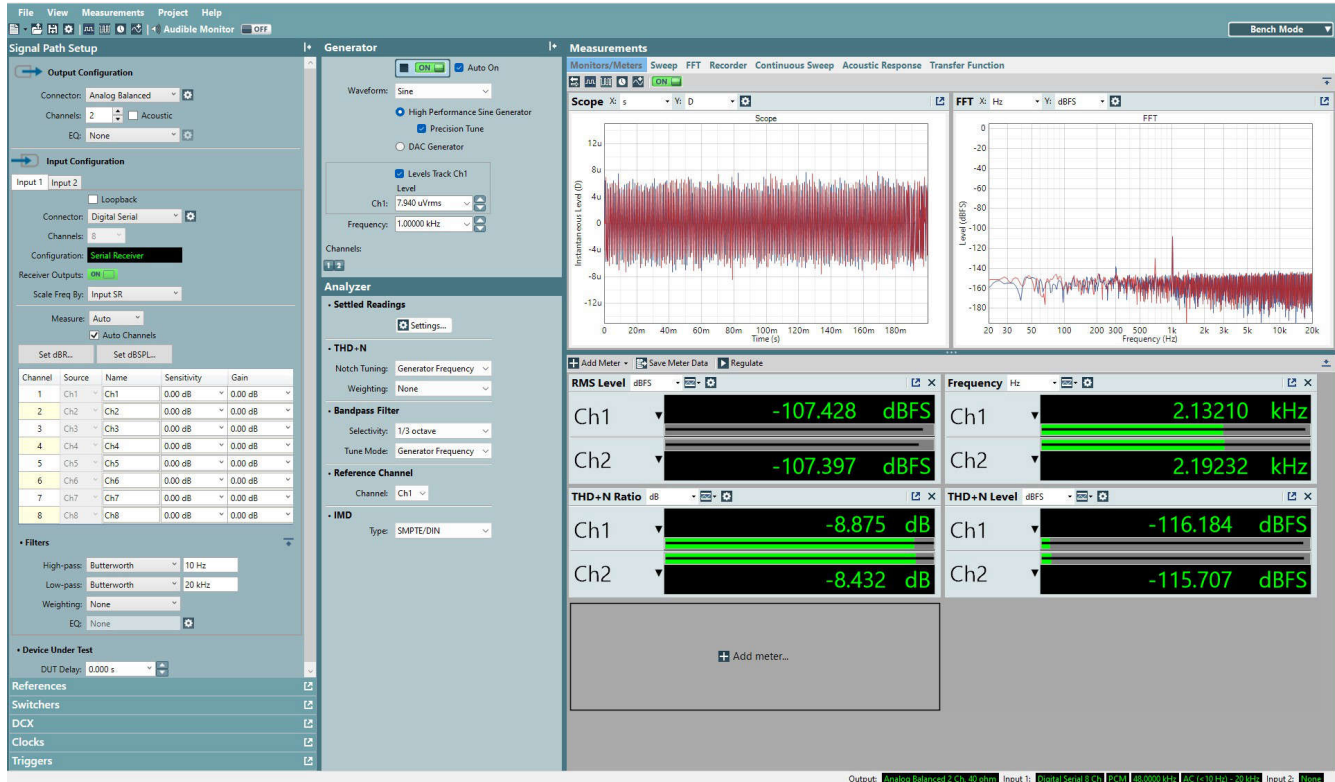 File View Measurements Project Help
Audible Monitor OFF
Bench Mode
Signal Path Setup
Output Configuration
Connector: Analog Balanced
Channels: 2 Acoustic
EQ: None
Input Configuration
Input 1 Input 2
Loopback
Connector: Digital Serial
Channels: 8
Configuration: Serial Receiver
Receiver Outputs: ON
Scale Freq By: Input SR
Measure: Auto
Auto Channels
Set dBR... Set dBSPL...
Channel Source Name Sensitivity Gain
1 Ch1 Ch1 0.00 dB 0.00 dB
2 Ch2 Ch2 0.00 dB 0.00 dB
3 Ch3 Ch3 0.00 dB 0.00 dB
4 Ch4 Ch4 0.00 dB 0.00 dB
5 Ch5 Ch5 0.00 dB 0.00 dB
6 Ch6 Ch6 0.00 dB 0.00 dB
7 Ch7 Ch7 0.00 dB 0.00 dB
8 Ch8 Ch8 0.00 dB 0.00 dB
• Filters
High-pass: Butterworth 10 Hz
Low-pass: Butterworth 20 kHz
Weighting: None
EQ: None
• Device Under Test
DUT Delay: 0.000 s
References
Switchers
DCX
Clocks
Triggers
Generator
ON Auto On
Waveform: Sine
High Performance Sine Generator
Precision Tune
DAC Generator
Levels Track Ch1
Level
Ch1: 7.940 uVrms
Frequency: 1.00000 kHz
Channels:
1 2
Analyzer
• Settled Readings
Settings...
• THD+N
Notch Tuning: Generator Frequency
Weighting: None
• Bandpass Filter
Selectivity: 1/3 octave
Tune Mode: Generator Frequency
• Reference Channel
Channel: Ch1
• IMD
Type: SMPTE/DIN
Measurements
Monitors/Meters Sweep FFT Recorder Continuous Sweep Acoustic Response Transfer Function
ON
Scope X: s Y: D
Scope
Instantaneous Level (D)
12u
8u
4u
0
-4u
-8u
-12u
0 20m 40m 60m 80m 100m 120m 140m 160m 180m
Time (s)
FFT X: Hz Y: dBFS
FFT
Level (dBFS)
0
-20
-40
-60
-80
-100
-120
-140
-160
-180
20 30 50 100 200 300 500 1k 2k 3k 5k 10k 20k
Frequency (Hz)
Add Meter Save Meter Data Regulate
RMS Level dBFS
Ch1 -107.428 dBFS
Ch2 -107.397 dBFS
Frequency Hz
Ch1 2.13210 kHz
Ch2 2.19232 kHz
THD+N Ratio dB
Ch1 -8.875 dB
Ch2 -8.432 dB
THD+N Level dBFS
Ch1 -116.184 dBFS
Ch2 -115.707 dBFS
Add meter...
Output: Analog Balanced 2 Ch, 40 ohm Input 1: Digital Serial 8 Ch PCM 48.0000 kHz AC (<10 Hz) - 20 kHz Input 2: None